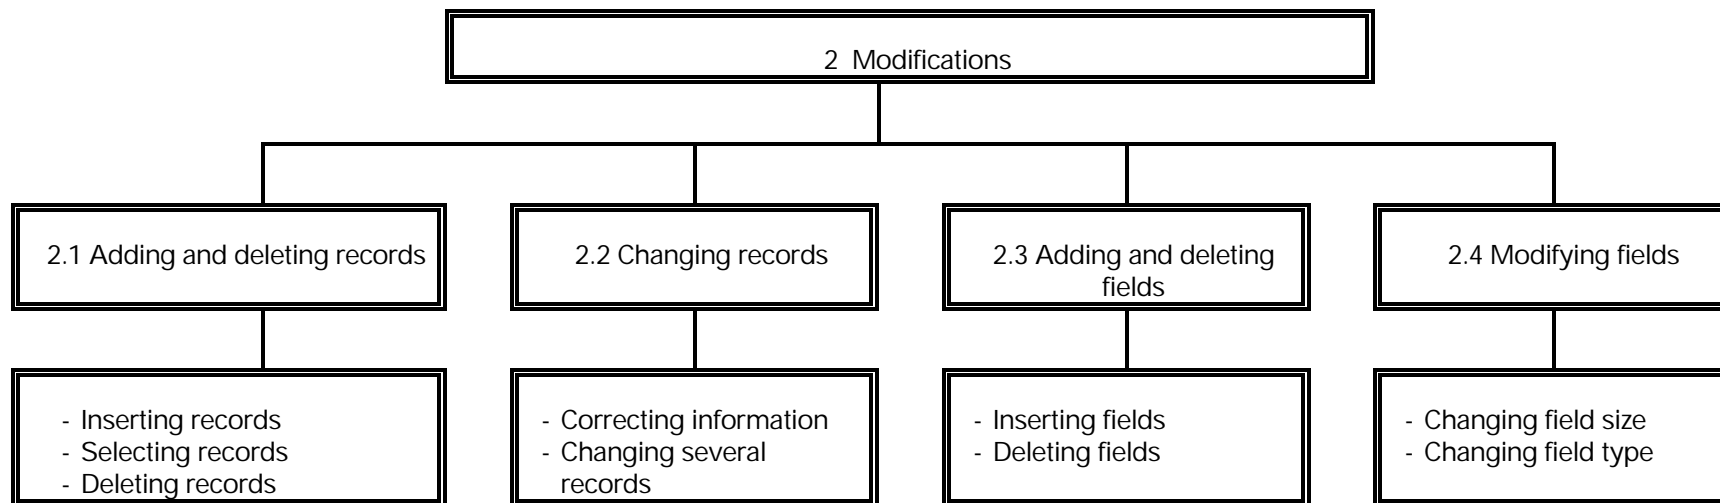 2 Modifications
2.1 Adding and deleting records
2.2 Changing records
2.3 Adding and deleting
fields
2.4 Modifying fields
- Inserting records
- Selecting records
- Deleting records
- Correcting information
- Changing several
records
- Inserting fields
- Deleting fields
- Changing field size
- Changing field type